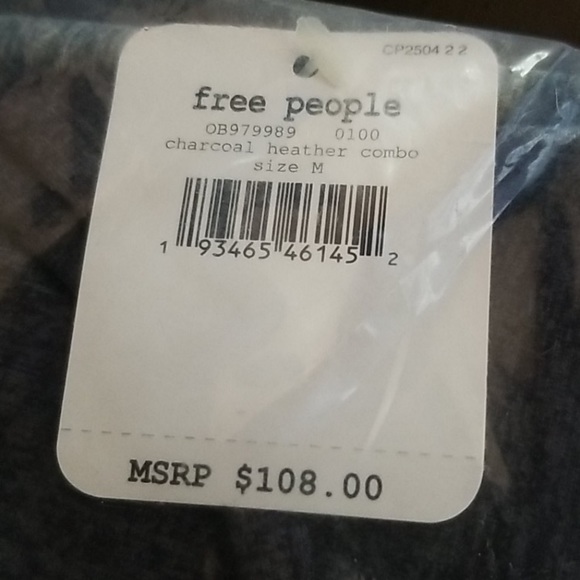 CP2504 2 2
free people
OB979989 0100
charcoal heather combo
size M
1 93465 46145 2
MSRP $108.00